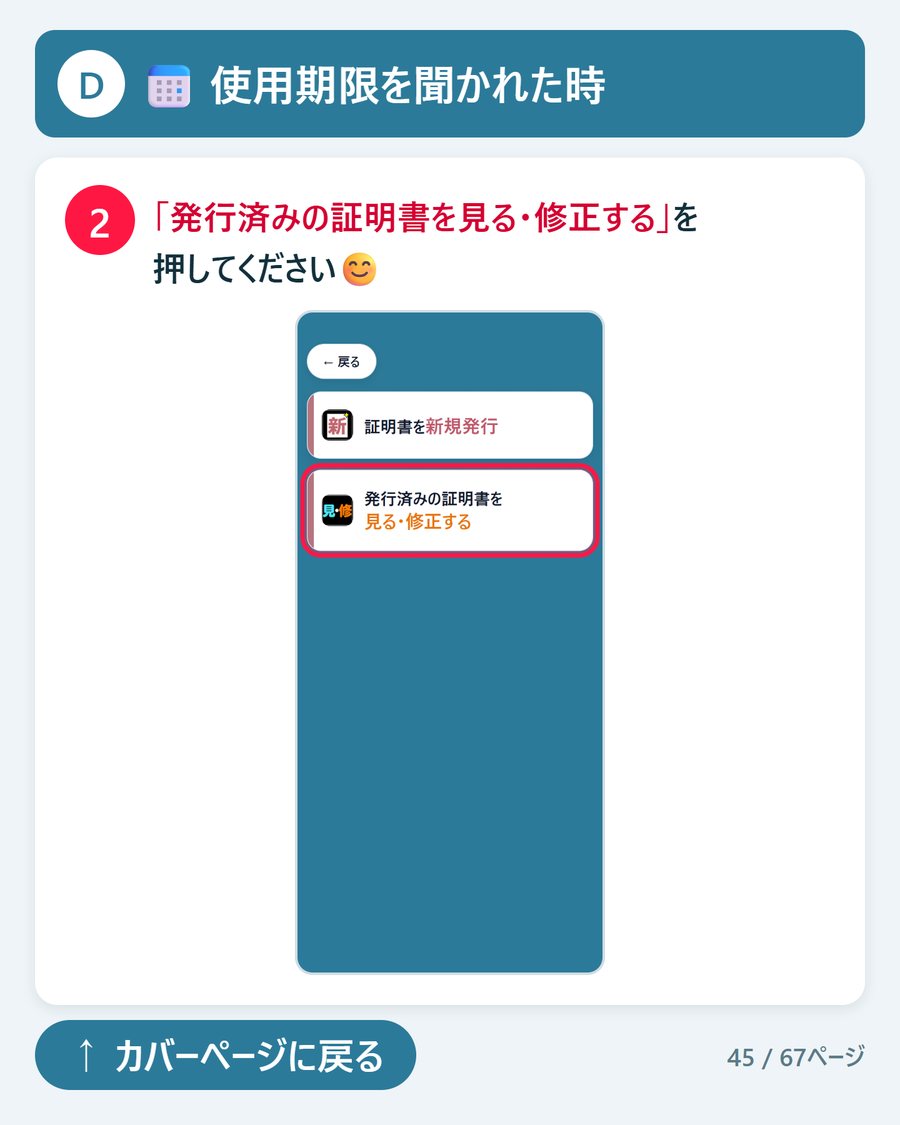 D 使用期限を聞かれた時
2 「発行済みの証明書を見る・修正する」を
押してください
← 戻る
新 証明書を新規発行
発行済みの証明書を
見・修 見る・修正する
↑ カバーページに戻る
45 / 67ページ